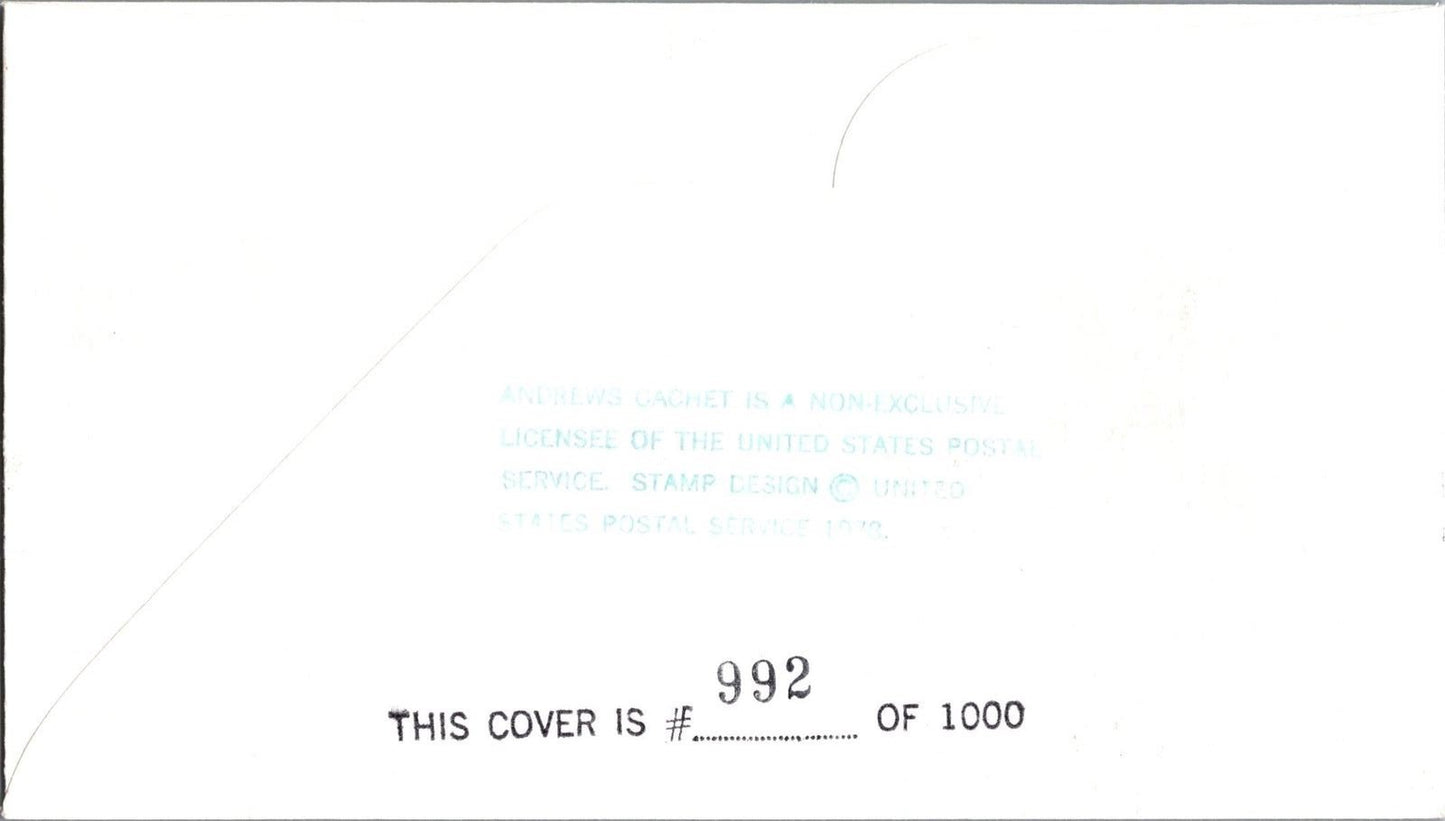 ANDREWS CACHET IS A NON-EXCLUSIVE
LICENSEE OF THE UNITED STATES POSTAL
SERVICE. STAMP DESIGN © UNITED
STATES POSTAL SERVICE 1978.
992
THIS COVER IS #.................... OF 1000